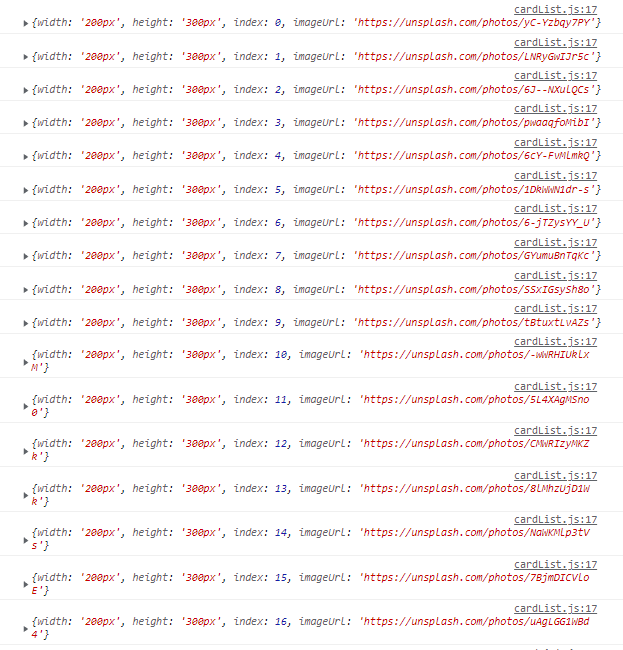 cardList.js:17
{width: '200px', height: '300px', index: 0, imageUrl: 'https://unsplash.com/photos/yC-Yzbqy7PY'}
cardList.js:17
{width: '200px', height: '300px', index: 1, imageUrl: 'https://unsplash.com/photos/LNRyGwIJr5c'}
cardList.js:17
{width: '200px', height: '300px', index: 2, imageUrl: 'https://unsplash.com/photos/6J--NXulQCs'}
cardList.js:17
{width: '200px', height: '300px', index: 3, imageUrl: 'https://unsplash.com/photos/pwaaqfoMibI'}
cardList.js:17
{width: '200px', height: '300px', index: 4, imageUrl: 'https://unsplash.com/photos/6cY-FvMlmkQ'}
cardList.js:17
{width: '200px', height: '300px', index: 5, imageUrl: 'https://unsplash.com/photos/1DkWWN1dr-s'}
cardList.js:17
{width: '200px', height: '300px', index: 6, imageUrl: 'https://unsplash.com/photos/6-jTZysYY_U'}
cardList.js:17
{width: '200px', height: '300px', index: 7, imageUrl: 'https://unsplash.com/photos/GYumuBnTqKc'}
cardList.js:17
{width: '200px', height: '300px', index: 8, imageUrl: 'https://unsplash.com/photos/SSxIGsySh8o'}
cardList.js:17
{width: '200px', height: '300px', index: 9, imageUrl: 'https://unsplash.com/photos/tBtuxtLvAZs'}
cardList.js:17
{width: '200px', height: '300px', index: 10, imageUrl: 'https://unsplash.com/photos/-wWRHIUklx
M'}
cardList.js:17
{width: '200px', height: '300px', index: 11, imageUrl: 'https://unsplash.com/photos/5L4XAgMSno
0'}
cardList.js:17
{width: '200px', height: '300px', index: 12, imageUrl: 'https://unsplash.com/photos/CMWRIzyMKZ
k'}
cardList.js:17
{width: '200px', height: '300px', index: 13, imageUrl: 'https://unsplash.com/photos/8lMhzUjD1W
k'}
cardList.js:17
{width: '200px', height: '300px', index: 14, imageUrl: 'https://unsplash.com/photos/NaWKMlp3tV
s'}
cardList.js:17
{width: '200px', height: '300px', index: 15, imageUrl: 'https://unsplash.com/photos/7BjmDICVlo
E'}
cardList.js:17
{width: '200px', height: '300px', index: 16, imageUrl: 'https://unsplash.com/photos/uAgLGG1WBd
4'}